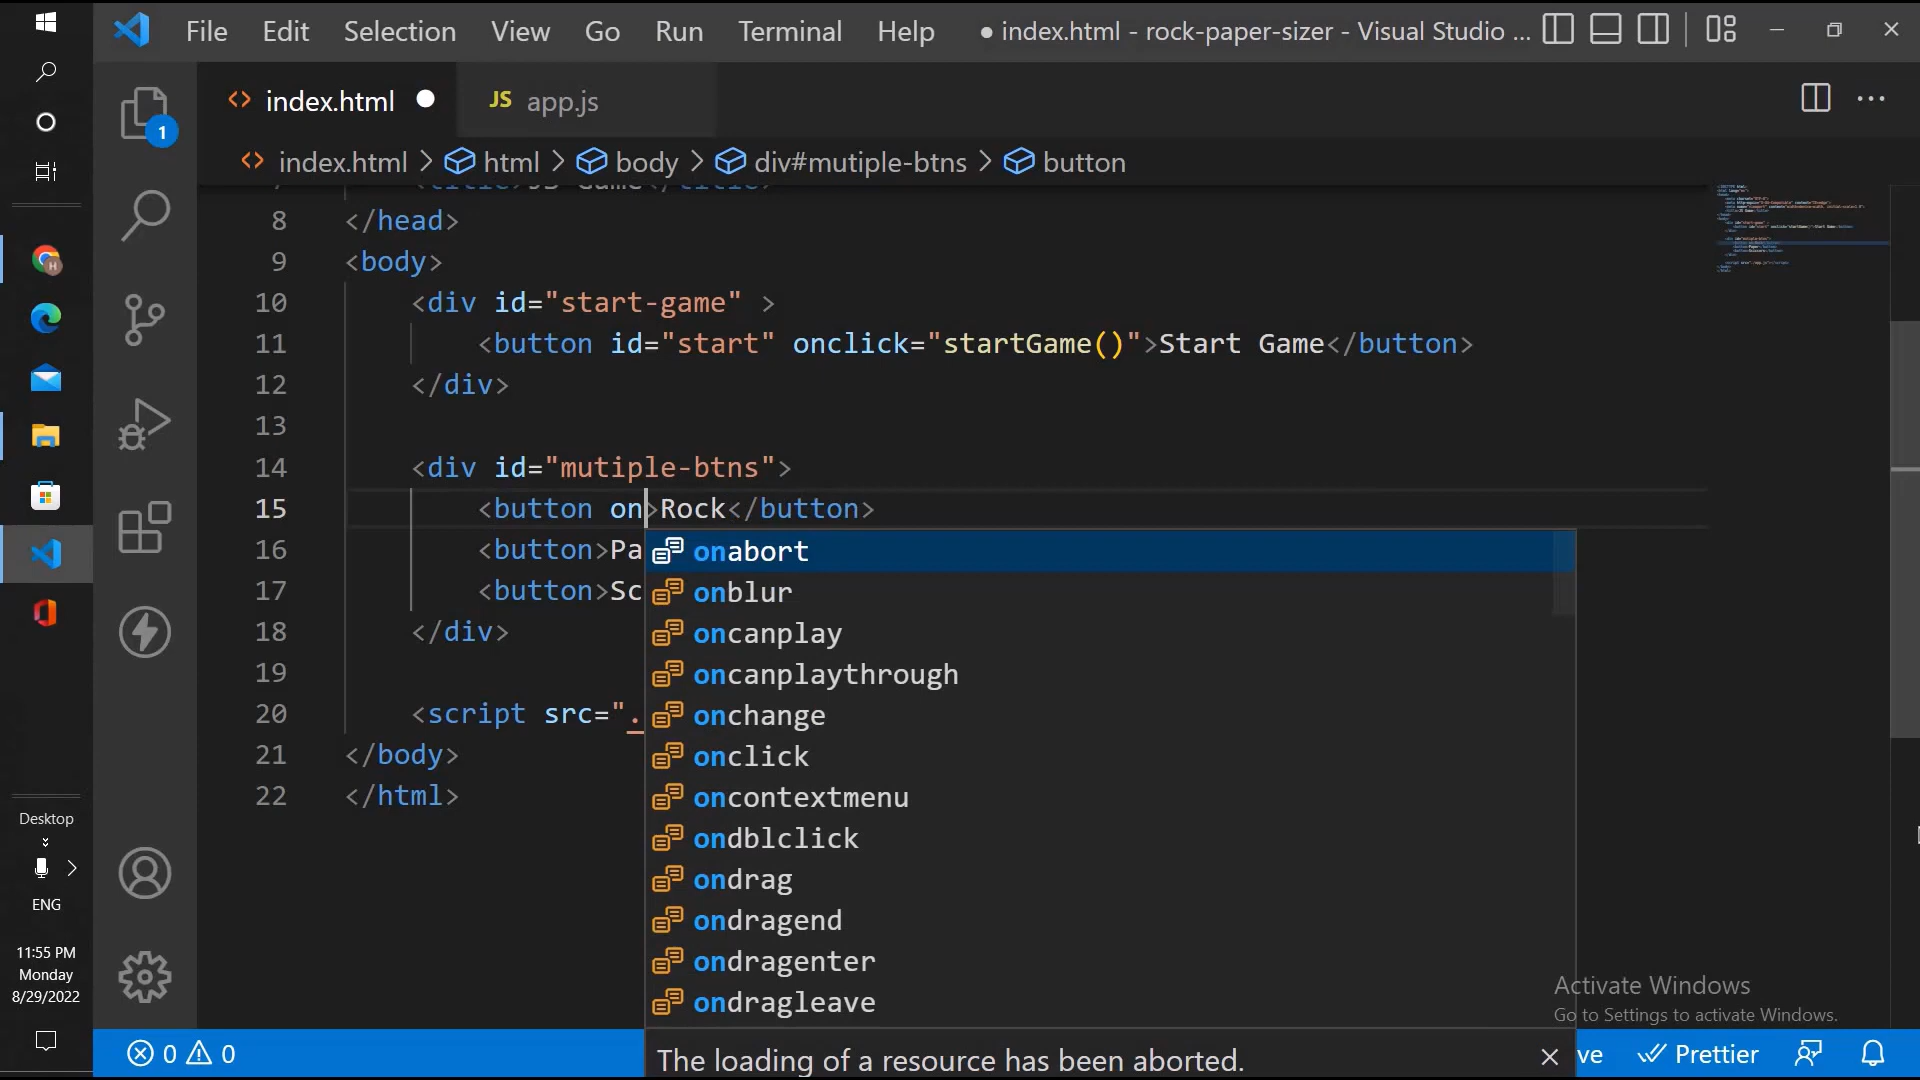 File Edit Selection View Go Run Terminal Help ● index.html - rock-paper-sizer - Visual Studio ...
index.html ● JS app.js
1
index.html > html > body > div#mutiple-btns > button
8 </head>
9 <body>
10 <div id="start-game" >
11 <button id="start" onclick="startGame()">Start Game</button>
12 </div>
13
14 <div id="mutiple-btns">
15 <button on>Rock</button>
16 <button>Pa
17 <button>Sc
18 </div>
19
20 <script src=".
21 </body>
22 </html>
onabort
onblur
oncanplay
oncanplaythrough
onchange
onclick
oncontextmenu
ondblclick
ondrag
ondragend
ondragenter
ondragleave
The loading of a resource has been aborted.
Desktop
ENG
11:55 PM
Monday
8/29/2022
Activate Windows
Go to Settings to activate Windows.
0 0 ve Prettier